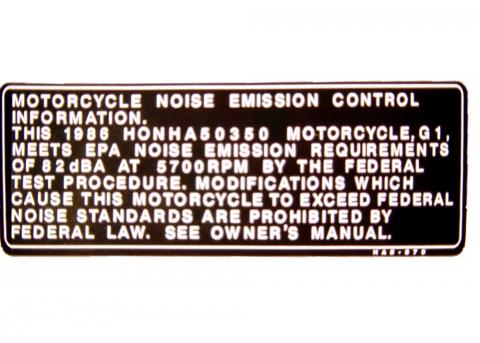 MOTORCYCLE NOISE EMISSION CONTROL
INFORMATION.
THIS 1986 HONHA50350 MOTORCYCLE,G1,
MEETS EPA NOISE EMISSION REQUIREMENTS
OF 82dBA AT 5700RPM BY THE FEDERAL
TEST PROCEDURE. MODIFICATIONS WHICH
CAUSE THIS MOTORCYCLE TO EXCEED FEDERAL
NOISE STANDARDS ARE PROHIBITED BY
FEDERAL LAW. SEE OWNER'S MANUAL.